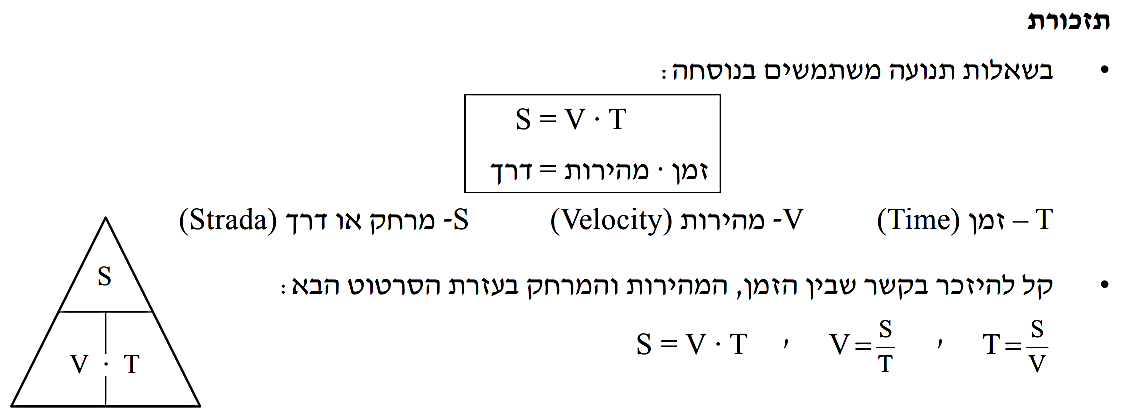 תזכורת
• בשאלות תנועה משתמשים בנוסחה:
S = V · T
זמן · מהירות = דרך
T – זמן (Time) V- מהירות (Velocity) S- מרחק או דרך (Strada)
• קל להיזכר בקשר שבין הזמן, המהירות והמרחק בעזרת הסרטוט הבא:
S = V · T , V = S/T , T = S/V
S
V · T